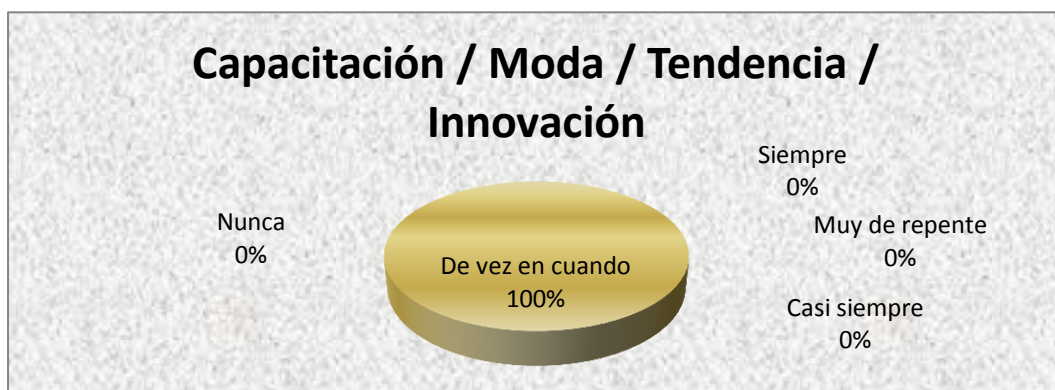 Capacitación / Moda / Tendencia /
Innovación
Siempre
0%
Nunca
0%
Muy de repente
0%
De vez en cuando
100%
Casi siempre
0%